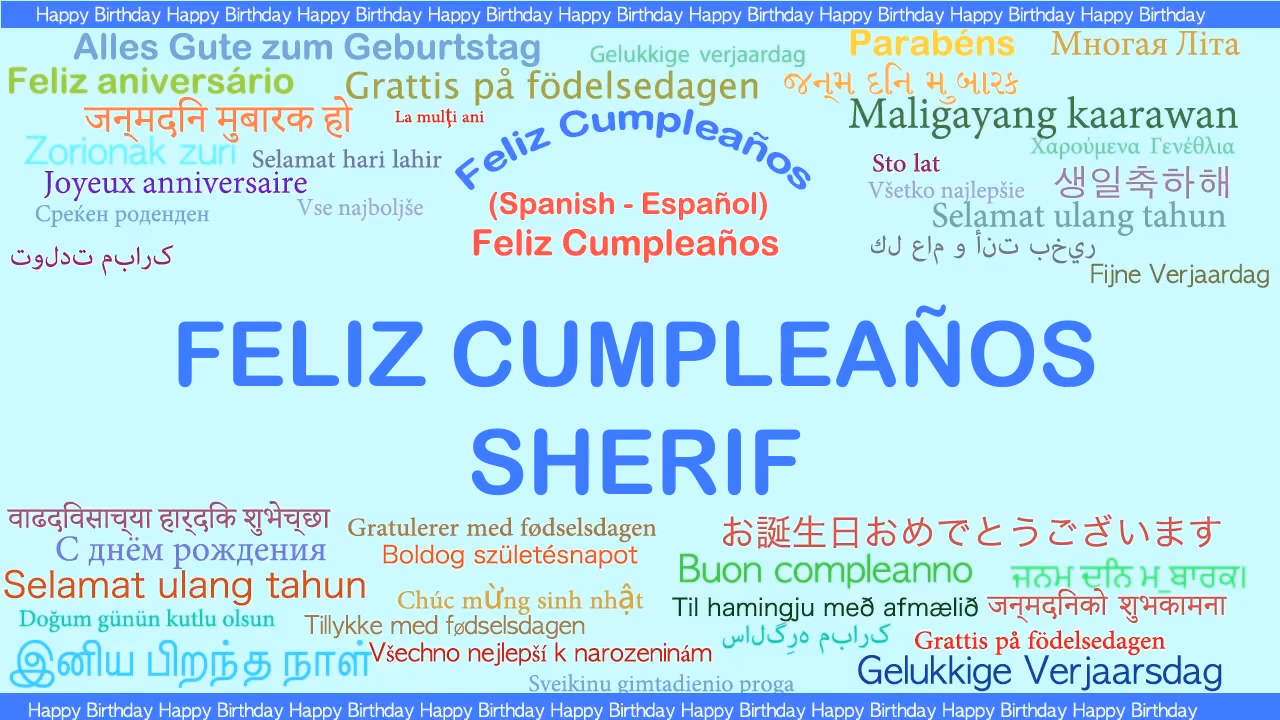 Happy Birthday Happy Birthday Happy Birthday Happy Birthday Happy Birthday Happy Birthday Happy Birthday Happy Birthday Happy Birthday
Alles Gute zum Geburtstag
Gelukkige verjaardag
Parabéns
Многая Літа
Feliz aniversário
Grattis på födelsedagen
જન્મ દિન મુબારક
जन्मदिन मुबारक हो
La mulți ani
Feliz Cumpleaños
Maligayang kaarawan
Zorionak zuri
Selamat hari lahir
Χαρούμενα Γενέθλια
Sto lat
Joyeux anniversaire
(Spanish - Español)
Všetko najlepšie
생일축하해
Среќен роденден
Vse najboljše
Selamat ulang tahun
Feliz Cumpleaños
تولدت مبارک
كل عام و أنت بخير
Fijne Verjaardag
FELIZ CUMPLEAÑOS
SHERIF
वाढदिवसाच्या हार्दिक शुभेच्छा
Gratulerer med fødselsdagen
お誕生日おめでとうございます
С днём рождения
Boldog születésnapot
Buon compleanno
ਜਨਮ ਦਿਨ ਮੁਬਾਰਕ।
Selamat ulang tahun
Chúc mừng sinh nhật
Til hamingju með afmælið
जन्मदिनको शुभकामना
Doğum günün kutlu olsun
Tillykke med fødselsdagen
سالگرہ مبارک
Grattis på födelsedagen
இனிய பிறந்த நாள்
Všechno nejlepší k narozeninám
Gelukkige Verjaarsdag
Sveikinu gimtadienio proga
Happy Birthday Happy Birthday Happy Birthday Happy Birthday Happy Birthday Happy Birthday Happy Birthday Happy Birthday Happy Birthday